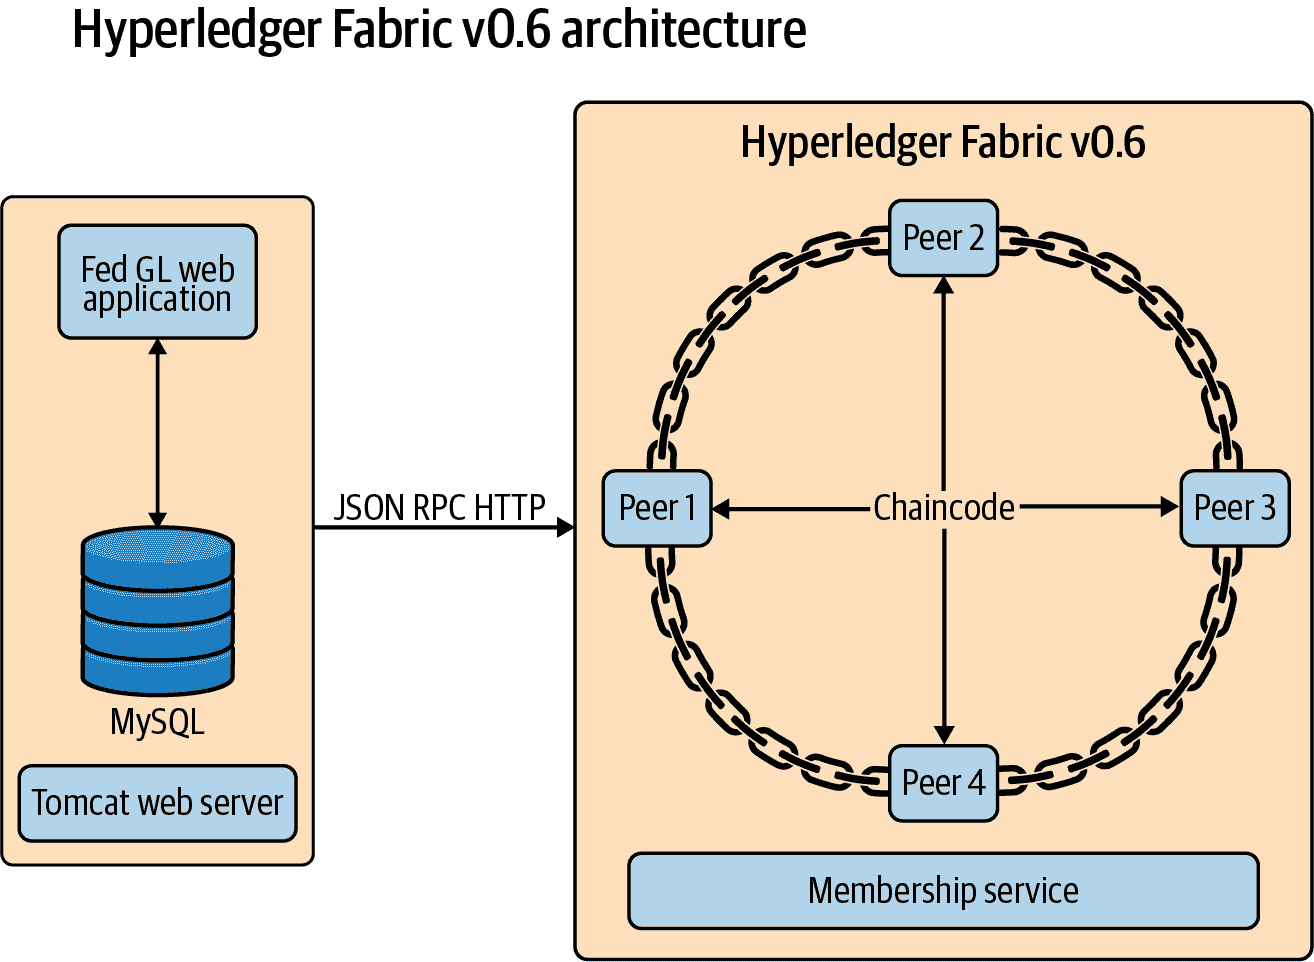 Hyperledger Fabric v0.6 architecture
Fed GL web
application
MySQL
Tomcat web server
JSON RPC HTTP
Hyperledger Fabric v0.6
Peer 2
Peer 1
Chaincode
Peer 3
Peer 4
Membership service